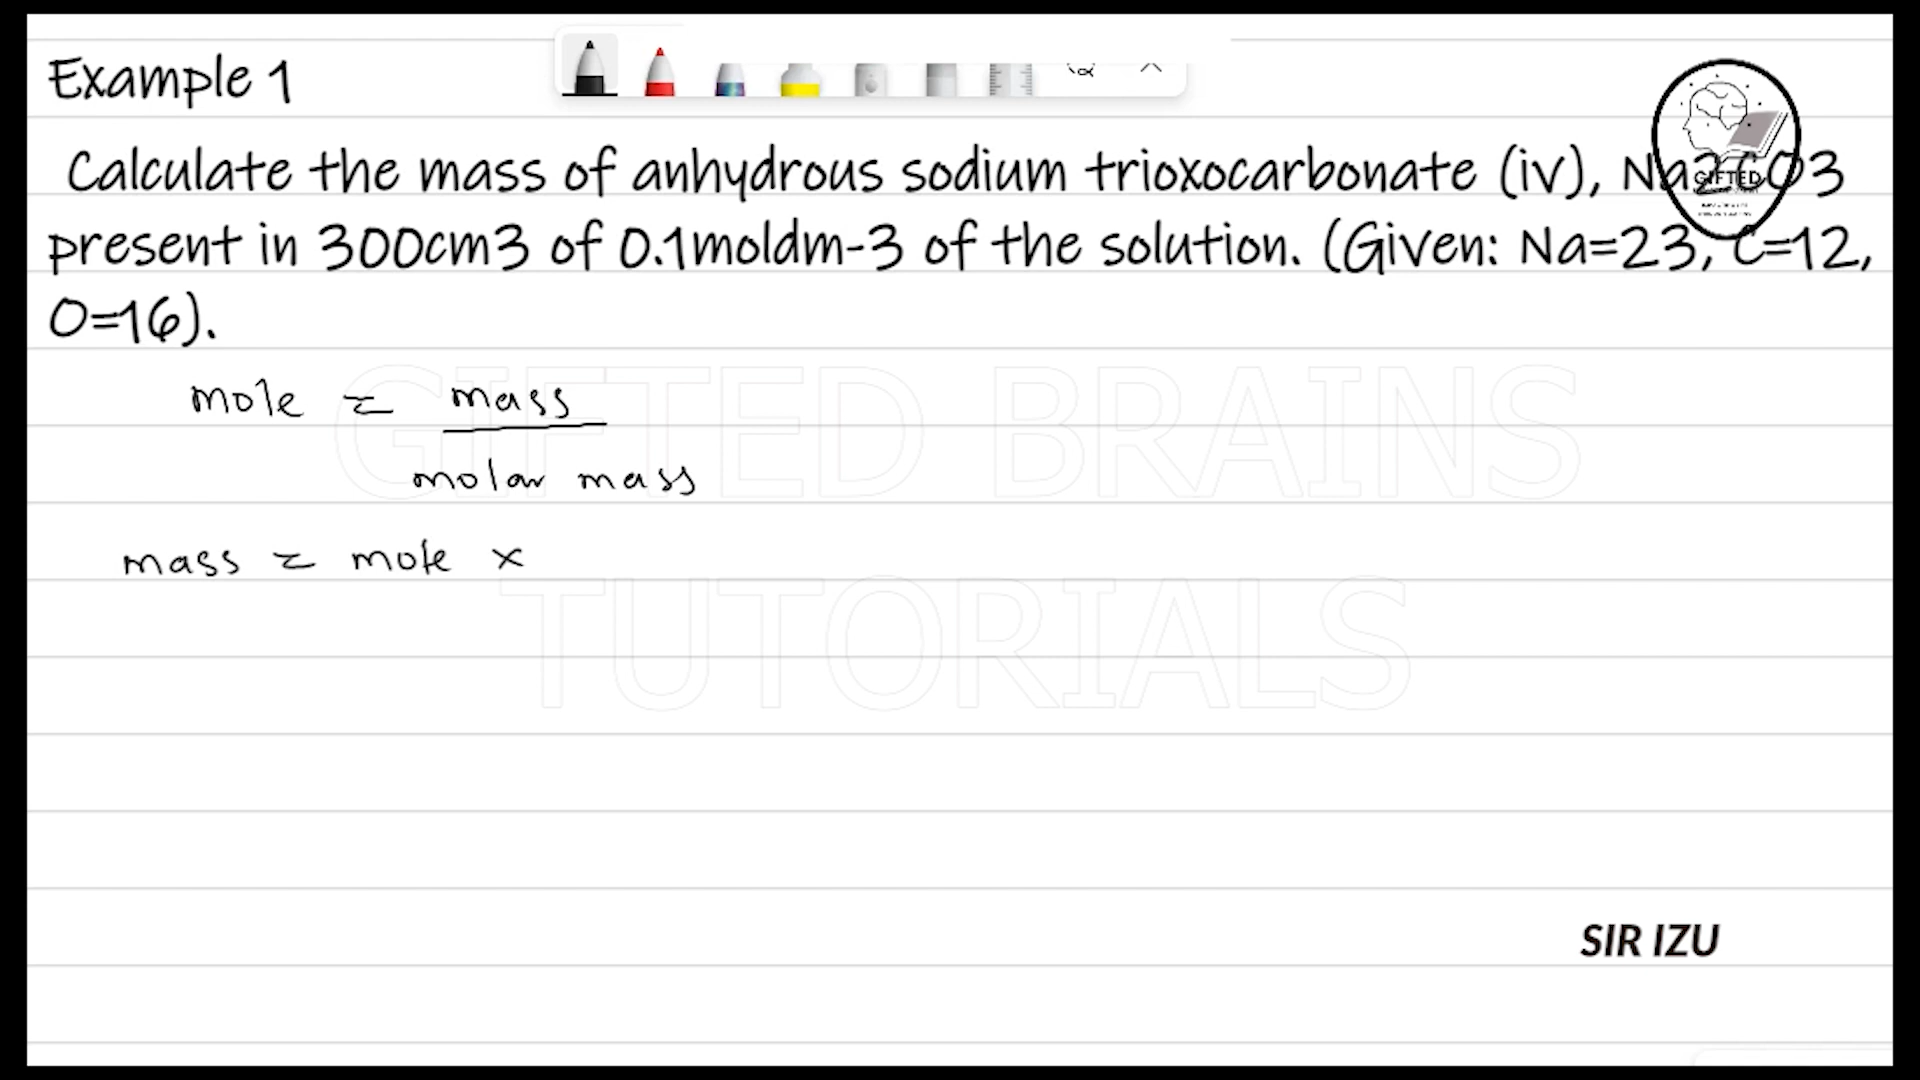 Example 1
Calculate the mass of anhydrous sodium trioxocarbonate (iv), Na2CO3
present in 300cm3 of 0.1moldm-3 of the solution. (Given: Na=23, C=12,
O=16).
mole = mass
molar mass
mass = mole x
GIFTED BRAINS
TUTORIALS
GIFTED
SIR IZU